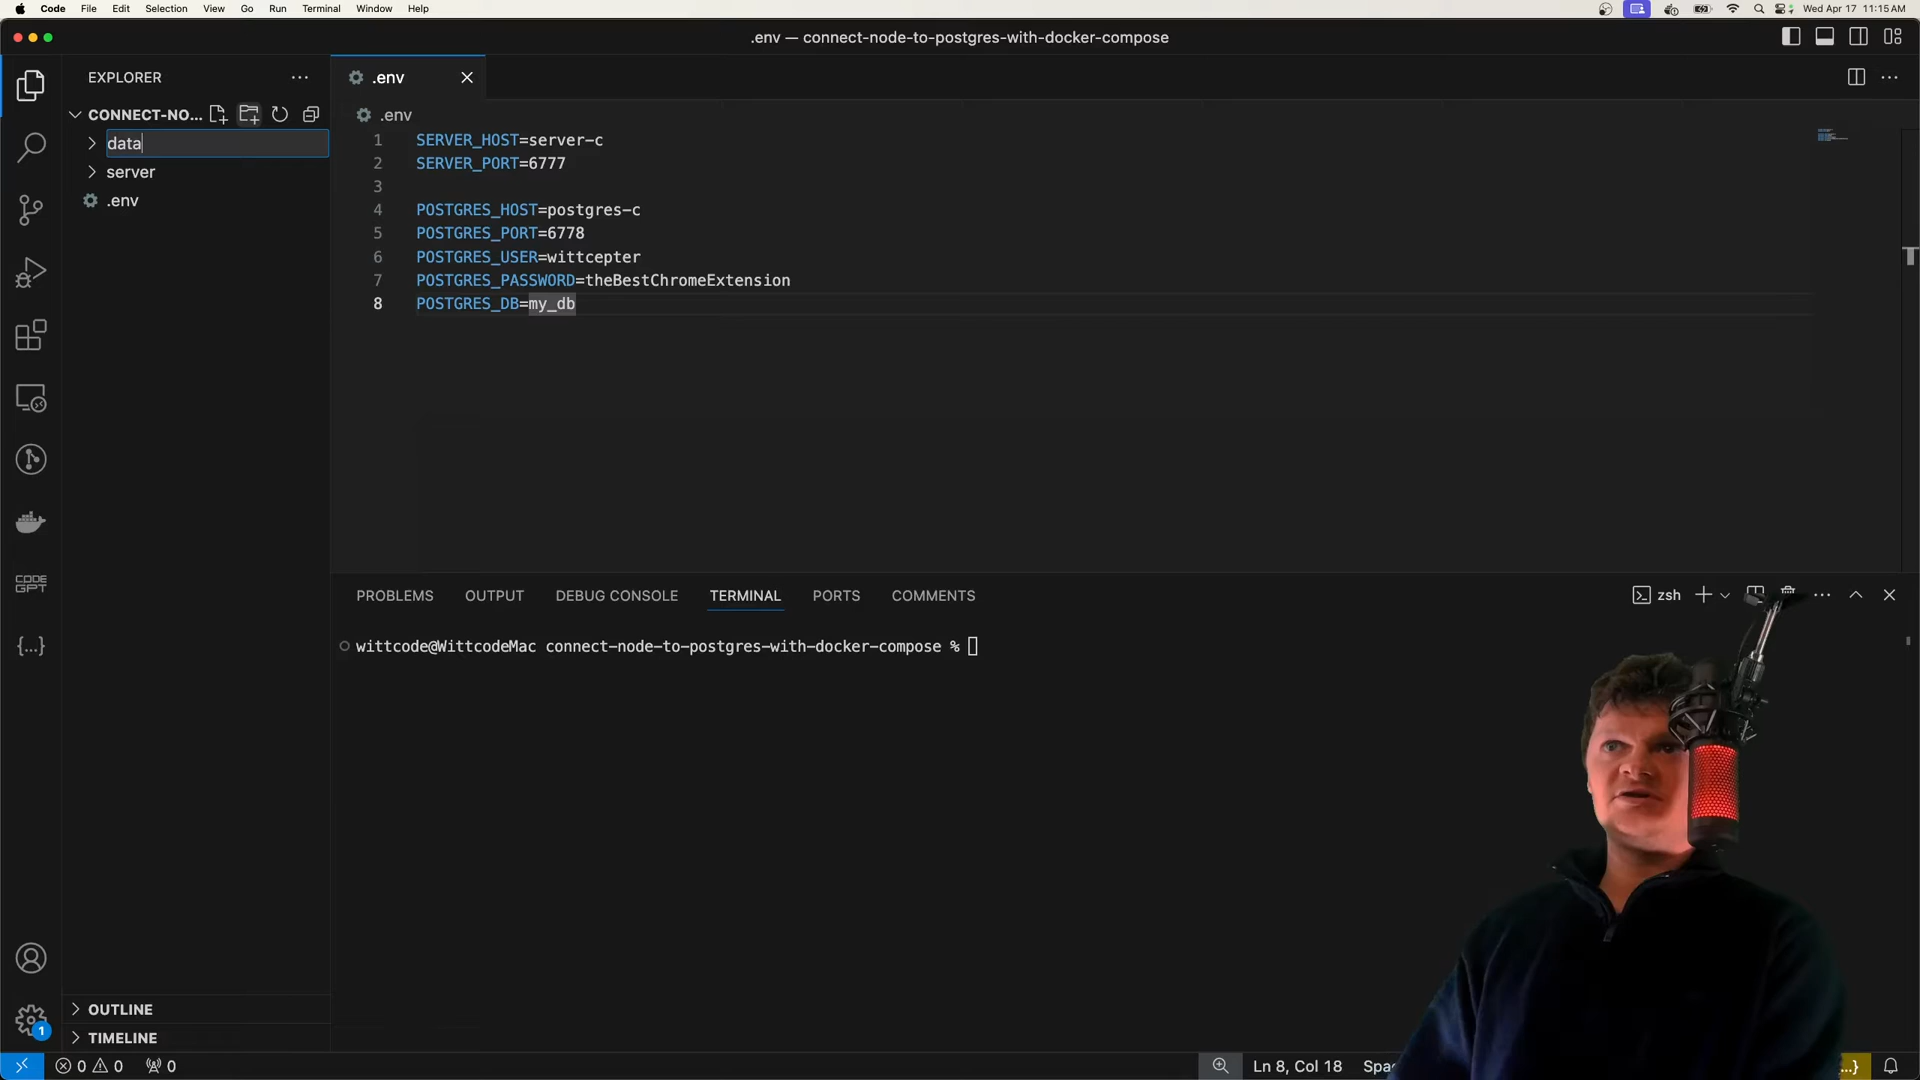 Code File Edit Selection View Go Run Terminal Window Help
Wed Apr 17 11:15 AM
.env — connect-node-to-postgres-with-docker-compose
EXPLORER
CONNECT-NO...
data
server
.env
.env
.env
1 SERVER_HOST=server-c
2 SERVER_PORT=6777
3
4 POSTGRES_HOST=postgres-c
5 POSTGRES_PORT=6778
6 POSTGRES_USER=wittcepter
7 POSTGRES_PASSWORD=theBestChromeExtension
8 POSTGRES_DB=my_db
CODE
GPT
PROBLEMS OUTPUT DEBUG CONSOLE TERMINAL PORTS COMMENTS
zsh
wittcode@WittcodeMac connect-node-to-postgres-with-docker-compose %
OUTLINE
TIMELINE
1
0 0 0
Ln 8, Col 18 Spa